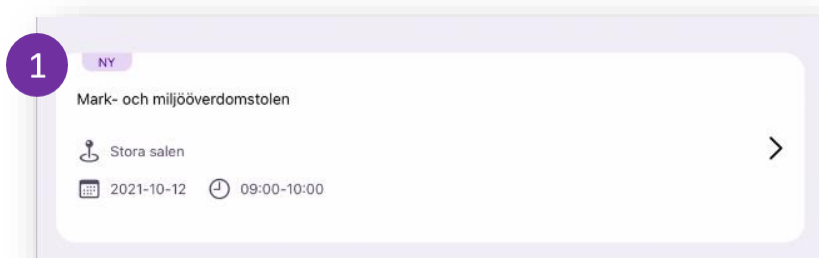 1
NY
Mark- och miljööverdomstolen
Stora salen
2021-10-12 09:00-10:00